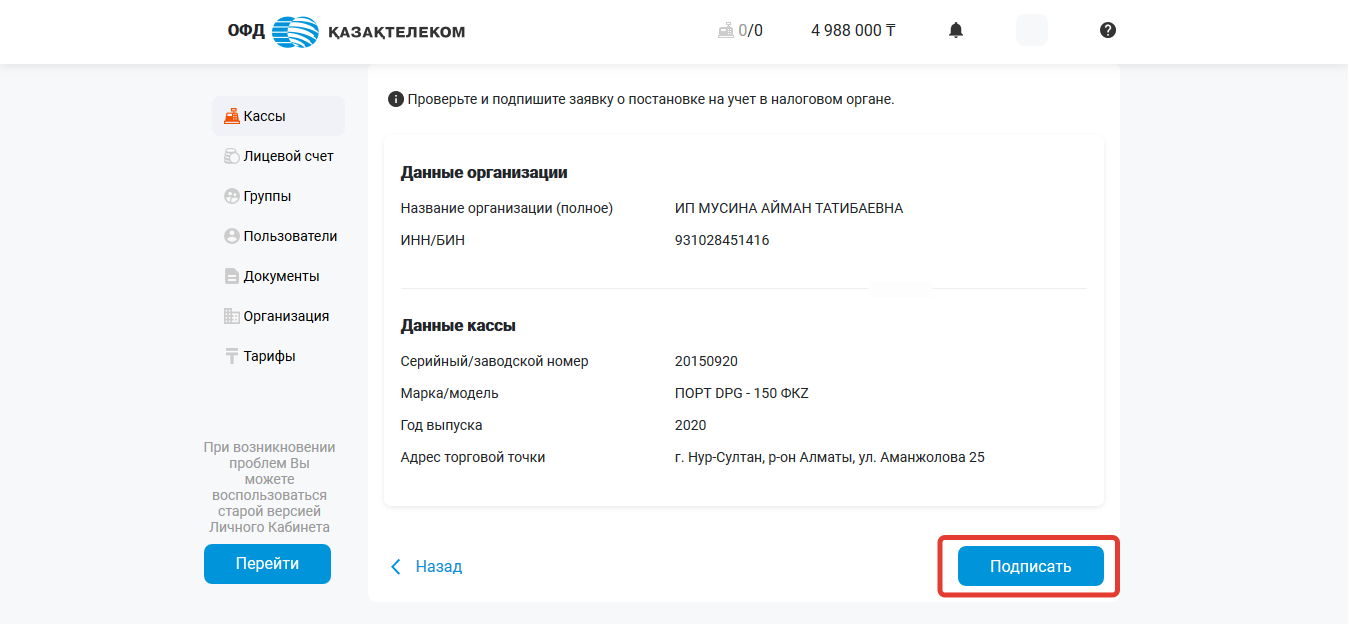 ОФД ҚАЗАҚТЕЛЕКОМ
0/0
4 988 000 ₸
Проверьте и подпишите заявку о постановке на учет в налоговом органе.
Кассы
Лицевой счет
Группы
Пользователи
Документы
Организация
Тарифы
При возникновении
проблем Вы
можете
воспользоваться
старой версией
Личного Кабинета
Перейти
Данные организации
Название организации (полное) ИП МУСИНА АЙМАН ТАТИБАЕВНА
ИНН/БИН 931028451416
Данные кассы
Серийный/заводской номер 20150920
Марка/модель ПОРТ DPG - 150 ФKZ
Год выпуска 2020
Адрес торговой точки г. Нур-Султан, р-он Алматы, ул. Аманжолова 25
Назад
Подписать